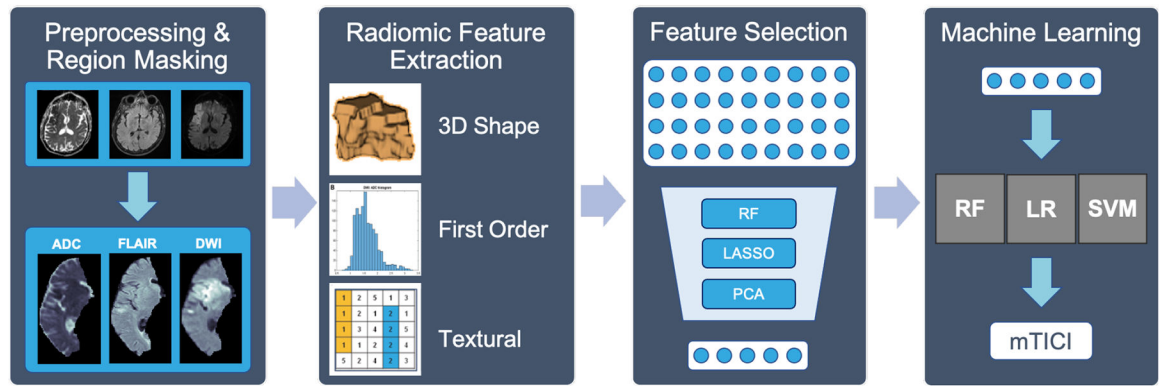 Preprocessing &
Region Masking
ADC FLAIR DWI
Radiomic Feature
Extraction
3D Shape
B
First Order
1 2 5 1 3
1 2 1 2 1
1 3 4 2 5
1 1 2 2 4
5 2 4 2 3
Textural
Feature Selection
RF
LASSO
PCA
Machine Learning
RF LR SVM
mTICI